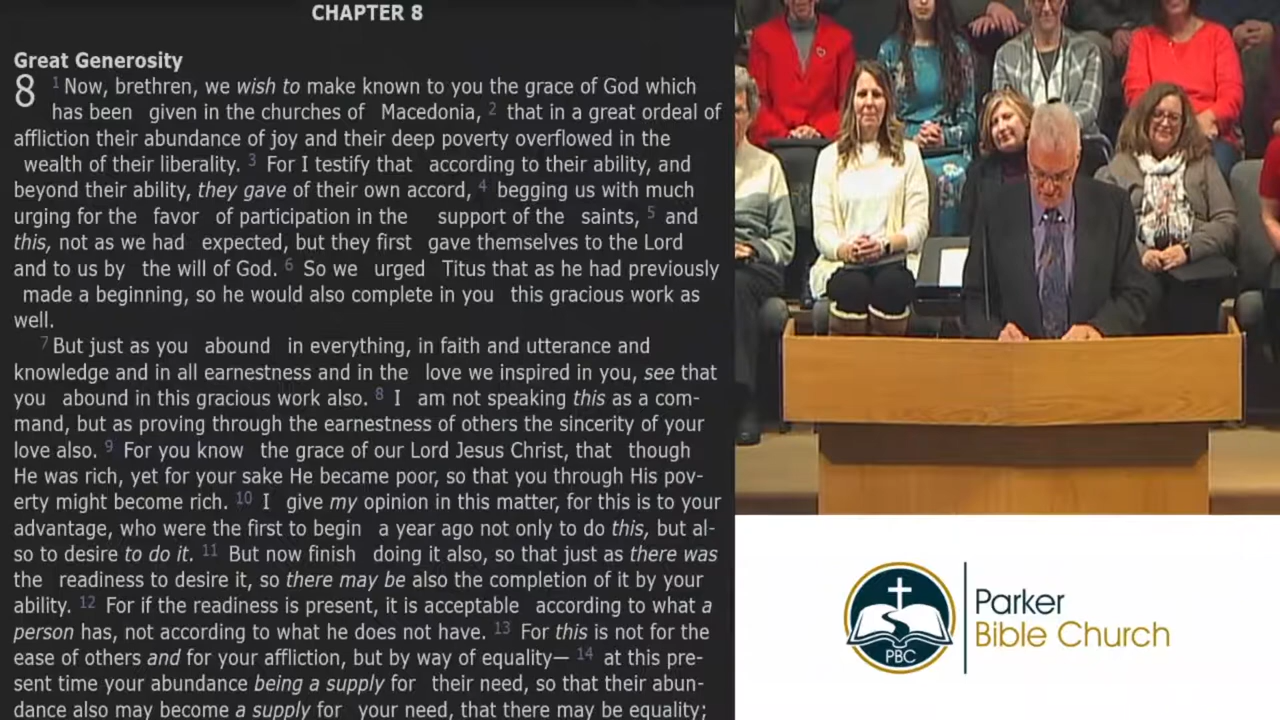 CHAPTER 8
Great Generosity
8 1 Now, brethren, we wish to make known to you the grace of God which
has been given in the churches of Macedonia, 2 that in a great ordeal of
affliction their abundance of joy and their deep poverty overflowed in the
wealth of their liberality. 3 For I testify that according to their ability, and
beyond their ability, they gave of their own accord, 4 begging us with much
urging for the favor of participation in the support of the saints, 5 and
this, not as we had expected, but they first gave themselves to the Lord
and to us by the will of God. 6 So we urged Titus that as he had previously
made a beginning, so he would also complete in you this gracious work as
well.
7 But just as you abound in everything, in faith and utterance and
knowledge and in all earnestness and in the love we inspired in you, see that
you abound in this gracious work also. 8 I am not speaking this as a com-
mand, but as proving through the earnestness of others the sincerity of your
love also. 9 For you know the grace of our Lord Jesus Christ, that though
He was rich, yet for your sake He became poor, so that you through His pov-
erty might become rich. 10 I give my opinion in this matter, for this is to your
advantage, who were the first to begin a year ago not only to do this, but al-
so to desire to do it. 11 But now finish doing it also, so that just as there was
the readiness to desire it, so there may be also the completion of it by your
ability. 12 For if the readiness is present, it is acceptable according to what a
person has, not according to what he does not have. 13 For this is not for the
ease of others and for your affliction, but by way of equality— 14 at this pre-
sent time your abundance being a supply for their need, so that their abun-
dance also may become a supply for your need, that there may be equality;
PBC
Parker
Bible Church